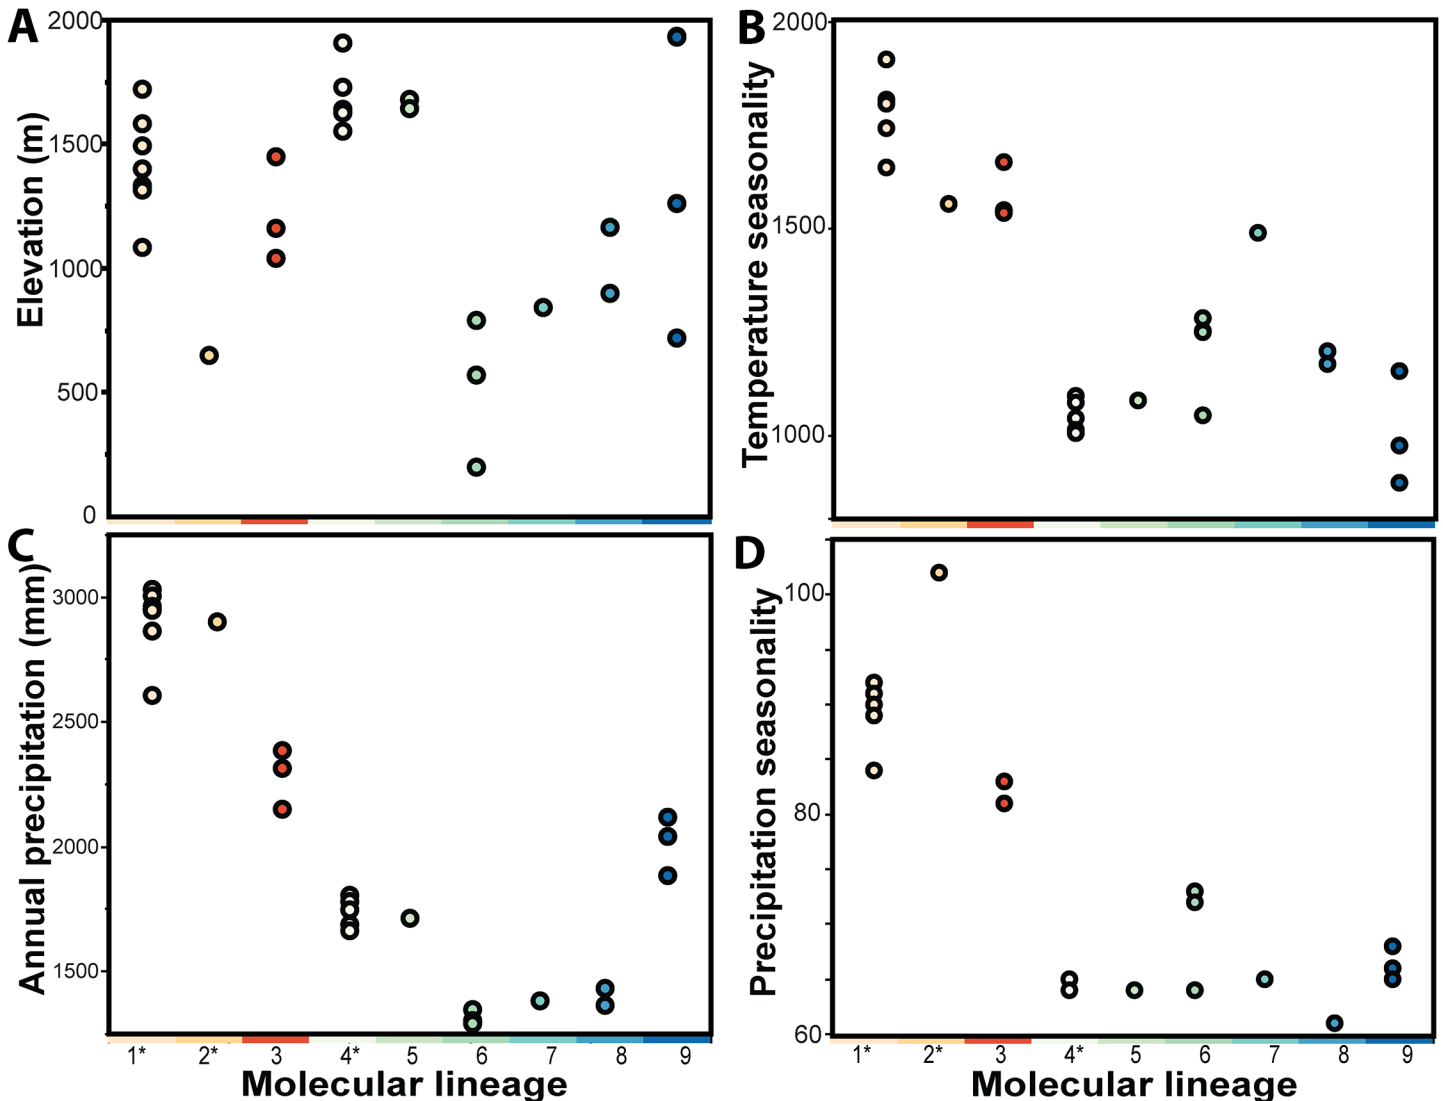 A
Elevation (m)
2000
1500
1000
500
0
B
Temperature seasonality
2000
1500
1000
C
Annual precipitation (mm)
3000
2500
2000
1500
1* 2* 3 4* 5 6 7 8 9
Molecular lineage
D
Precipitation seasonality
100
80
60
1* 2* 3 4* 5 6 7 8 9
Molecular lineage